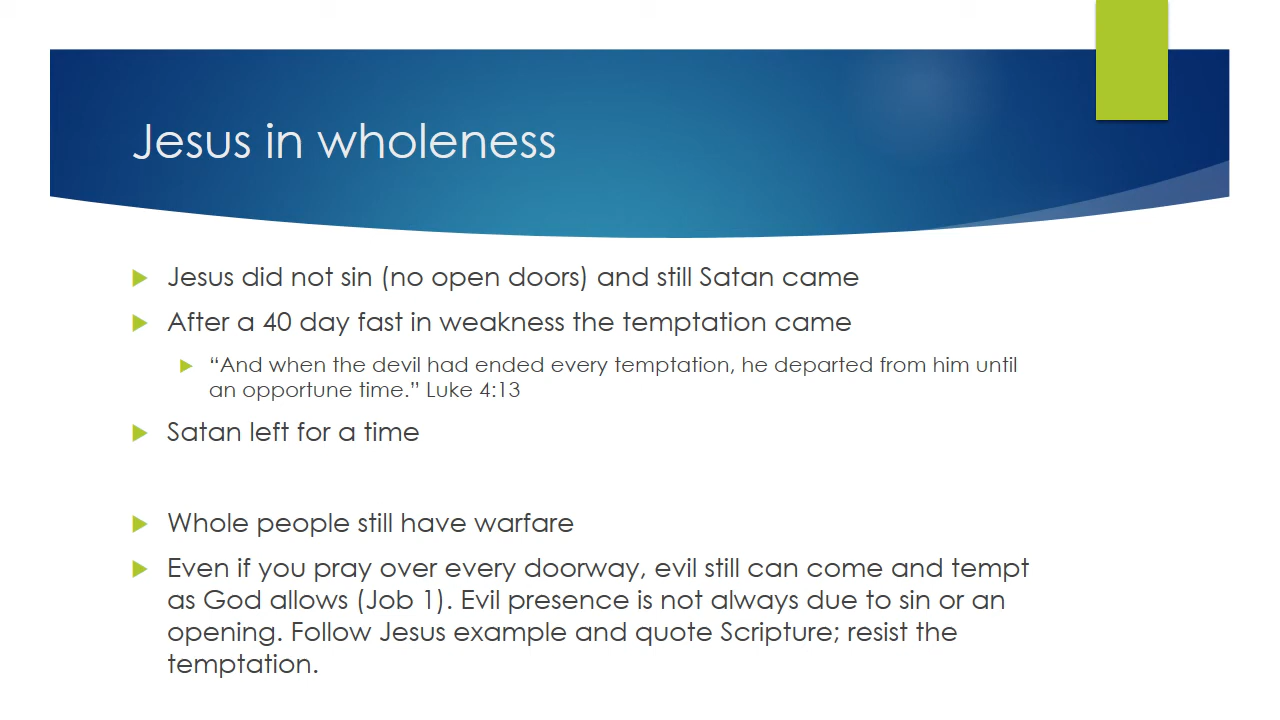 Jesus in wholeness
Jesus did not sin (no open doors) and still Satan came
After a 40 day fast in weakness the temptation came
“And when the devil had ended every temptation, he departed from him until
an opportune time.” Luke 4:13
Satan left for a time
Whole people still have warfare
Even if you pray over every doorway, evil still can come and tempt
as God allows (Job 1). Evil presence is not always due to sin or an
opening. Follow Jesus example and quote Scripture; resist the
temptation.